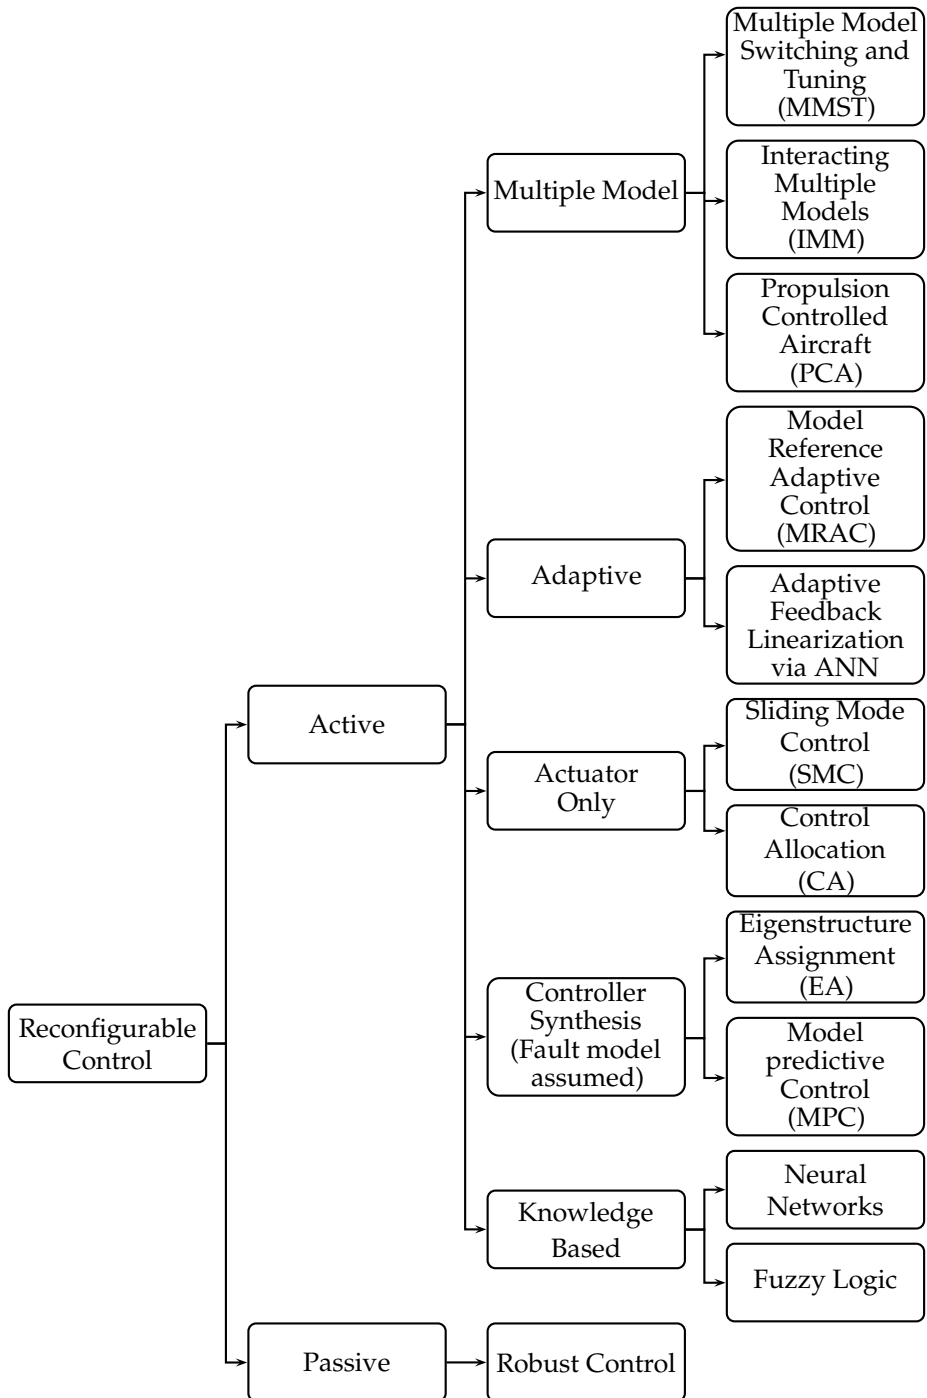 Multiple Model
Switching and
Tuning
(MMST)
Interacting
Multiple
Models
(IMM)
Multiple Model
Propulsion
Controlled
Aircraft
(PCA)
Model
Reference
Adaptive
Control
(MRAC)
Adaptive
Adaptive
Feedback
Linearization
via ANN
Active
Sliding Mode
Control
(SMC)
Actuator
Only
Control
Allocation
(CA)
Eigenstructure
Assignment
(EA)
Controller
Synthesis
(Fault model
assumed)
Reconfigurable
Control
Model
predictive
Control
(MPC)
Neural
Networks
Knowledge
Based
Fuzzy Logic
Passive
Robust Control